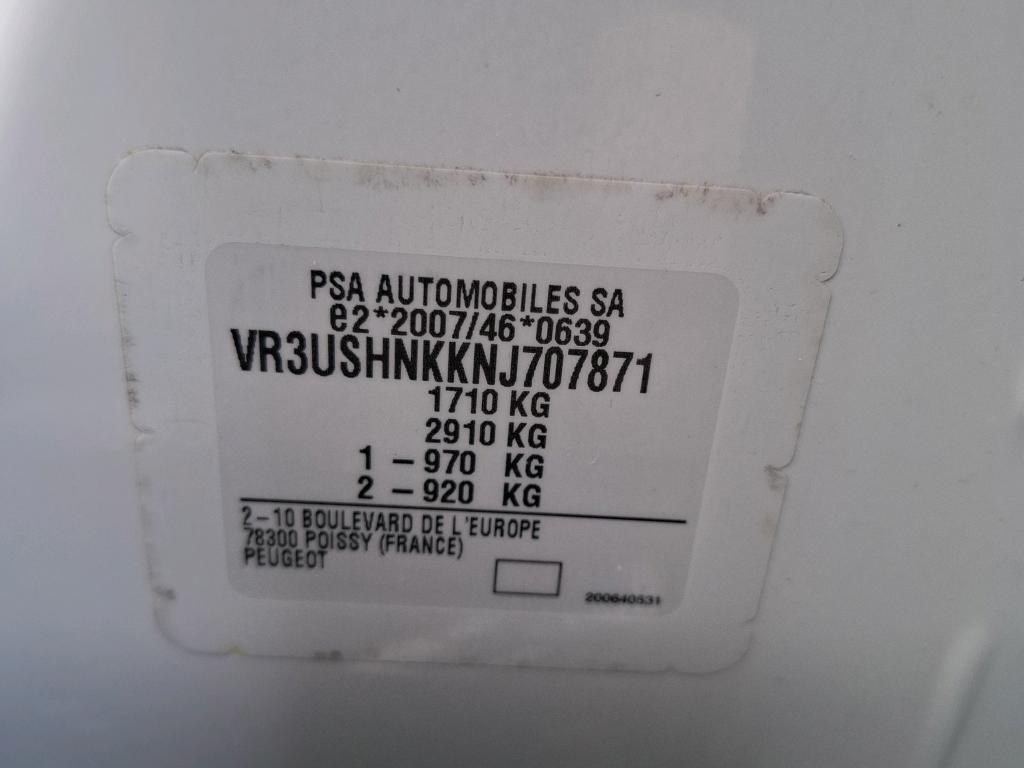 PSA AUTOMOBILES SA
e2*2007/46*0639
VR3USHNKKNJ707871
1710 KG
2910 KG
1 – 970 KG
2 – 920 KG
2–10 BOULEVARD DE L'EUROPE
78300 POISSY (FRANCE)
PEUGEOT
200640531